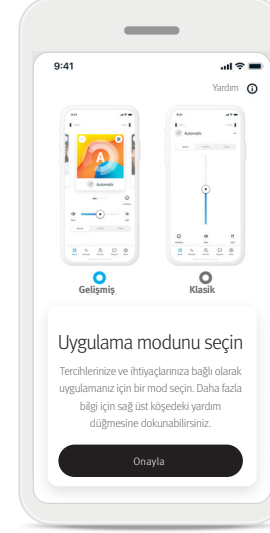 9:41
Yardım
Automatic
Automatic
A
Gelişmiş
Klasik
Uygulama modunu seçin
Tercihlerinize ve ihtiyaçlarınıza bağlı olarak
uygulamanız için bir mod seçin. Daha fazla
bilgi için sağ üst köşedeki yardım
düğmesine dokunabilirsiniz.
Onayla